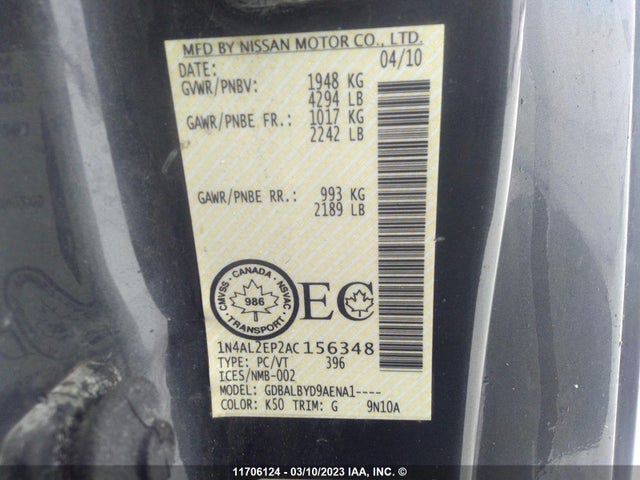 MFD BY NISSAN MOTOR CO., LTD.
DATE: 04/10
GVWR/PNBV: 1948 KG
4294 LB
GAWR/PNBE FR.: 1017 KG
2242 LB
GAWR/PNBE RR.: 993 KG
2189 LB
CMVSS · CANADA · NSVAC
986
TRANSPORT
EC
1N4AL2EP2AC156348
TYPE: PC/VT 396
ICES/NMB-002
MODEL: GDBALBYD9AENA1----
COLOR: K50 TRIM: G 9N10A
11706124 - 03/10/2023 IAA, INC. ©